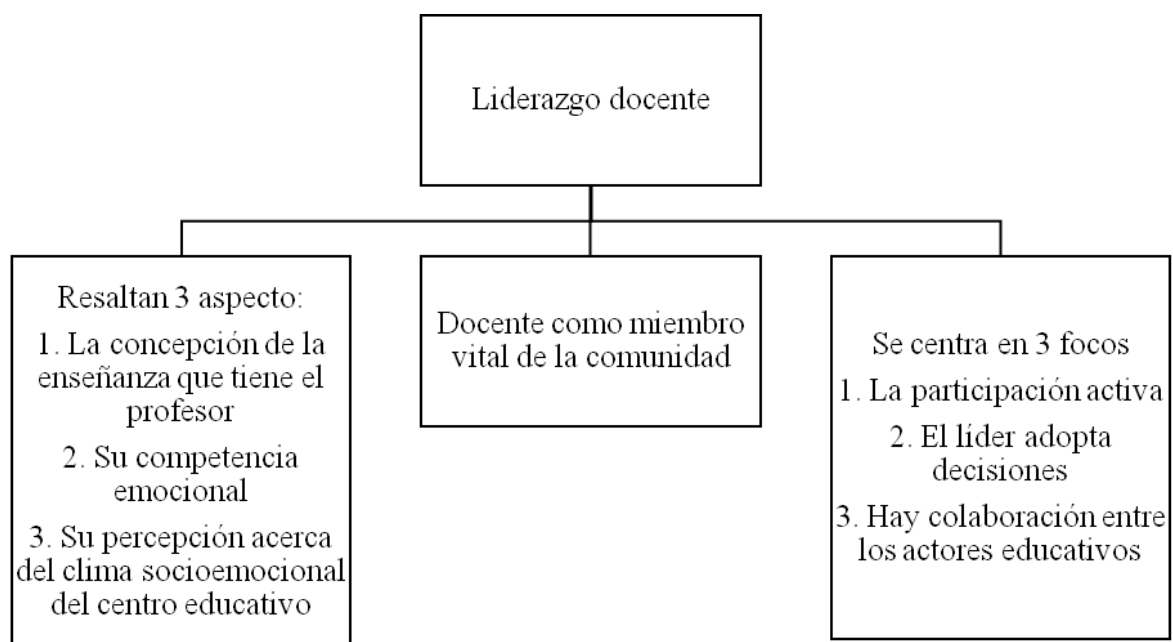 Liderazgo docente
Resaltan 3 aspecto:
1. La concepción de la
enseñanza que tiene el
profesor
2. Su competencia
emocional
3. Su percepción acerca
del clima socioemocional
del centro educativo
Docente como miembro
vital de la comunidad
Se centra en 3 focos
1. La participación activa
2. El líder adopta
decisiones
3. Hay colaboración entre
los actores educativos